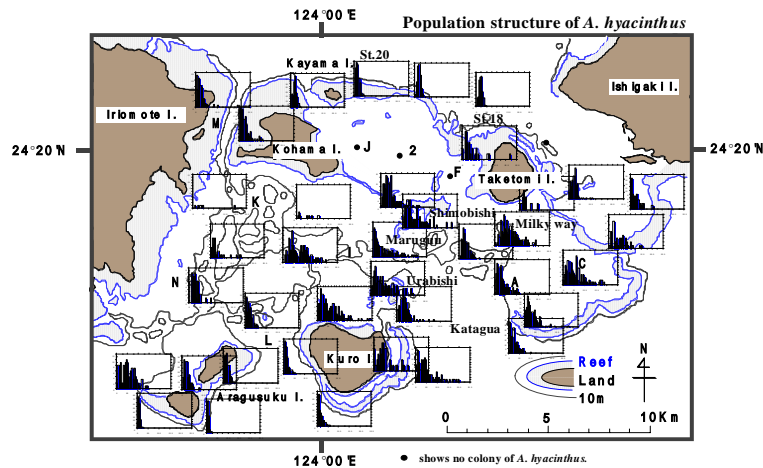 124°00'E
Population structure of A. hyacinthus
Kayama I.
St.20
Ishigaki I.
Iriomote I.
M
St.18
24°20'N
Kohama I.
J
2
24°20'N
F
Taketomi I.
K
Shimobishi
Milky way
Maruguu
N
Urabishi
A
C
Katagua
L
Kuro I.
N
Reef
Land
10m
Aragusuku I.
0 5 10Km
124°00'E
● shows no colony of A. hyacinthus.